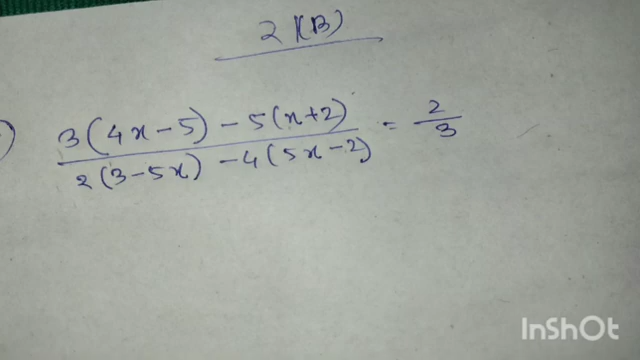 2 (B)
) 3(4x-5) - 5(x+2) / 2(3-5x) - 4(5x-2) = 2/3
InShOt